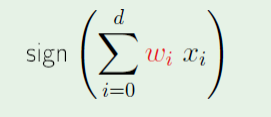 sign ( d ∑ i=0 w_i x_i )